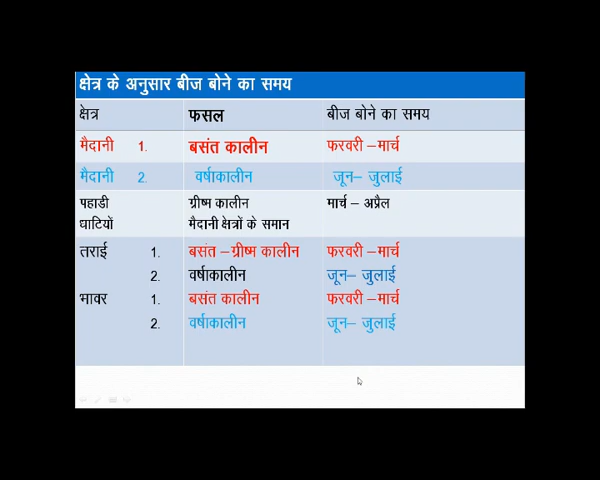 क्षेत्र के अनुसार बीज बोने का समय
क्षेत्र फसल बीज बोने का समय
मैदानी 1. बसंत कालीन फरवरी –मार्च
मैदानी 2. वर्षाकालीन जून– जुलाई
पहाडी ग्रीष्म कालीन मार्च – अप्रैल
घाटियों मैदानी क्षेत्रों के समान
तराई 1. बसंत –ग्रीष्म कालीन फरवरी –मार्च
2. वर्षाकालीन जून– जुलाई
भावर 1. बसंत कालीन फरवरी –मार्च
2. वर्षाकालीन जून– जुलाई